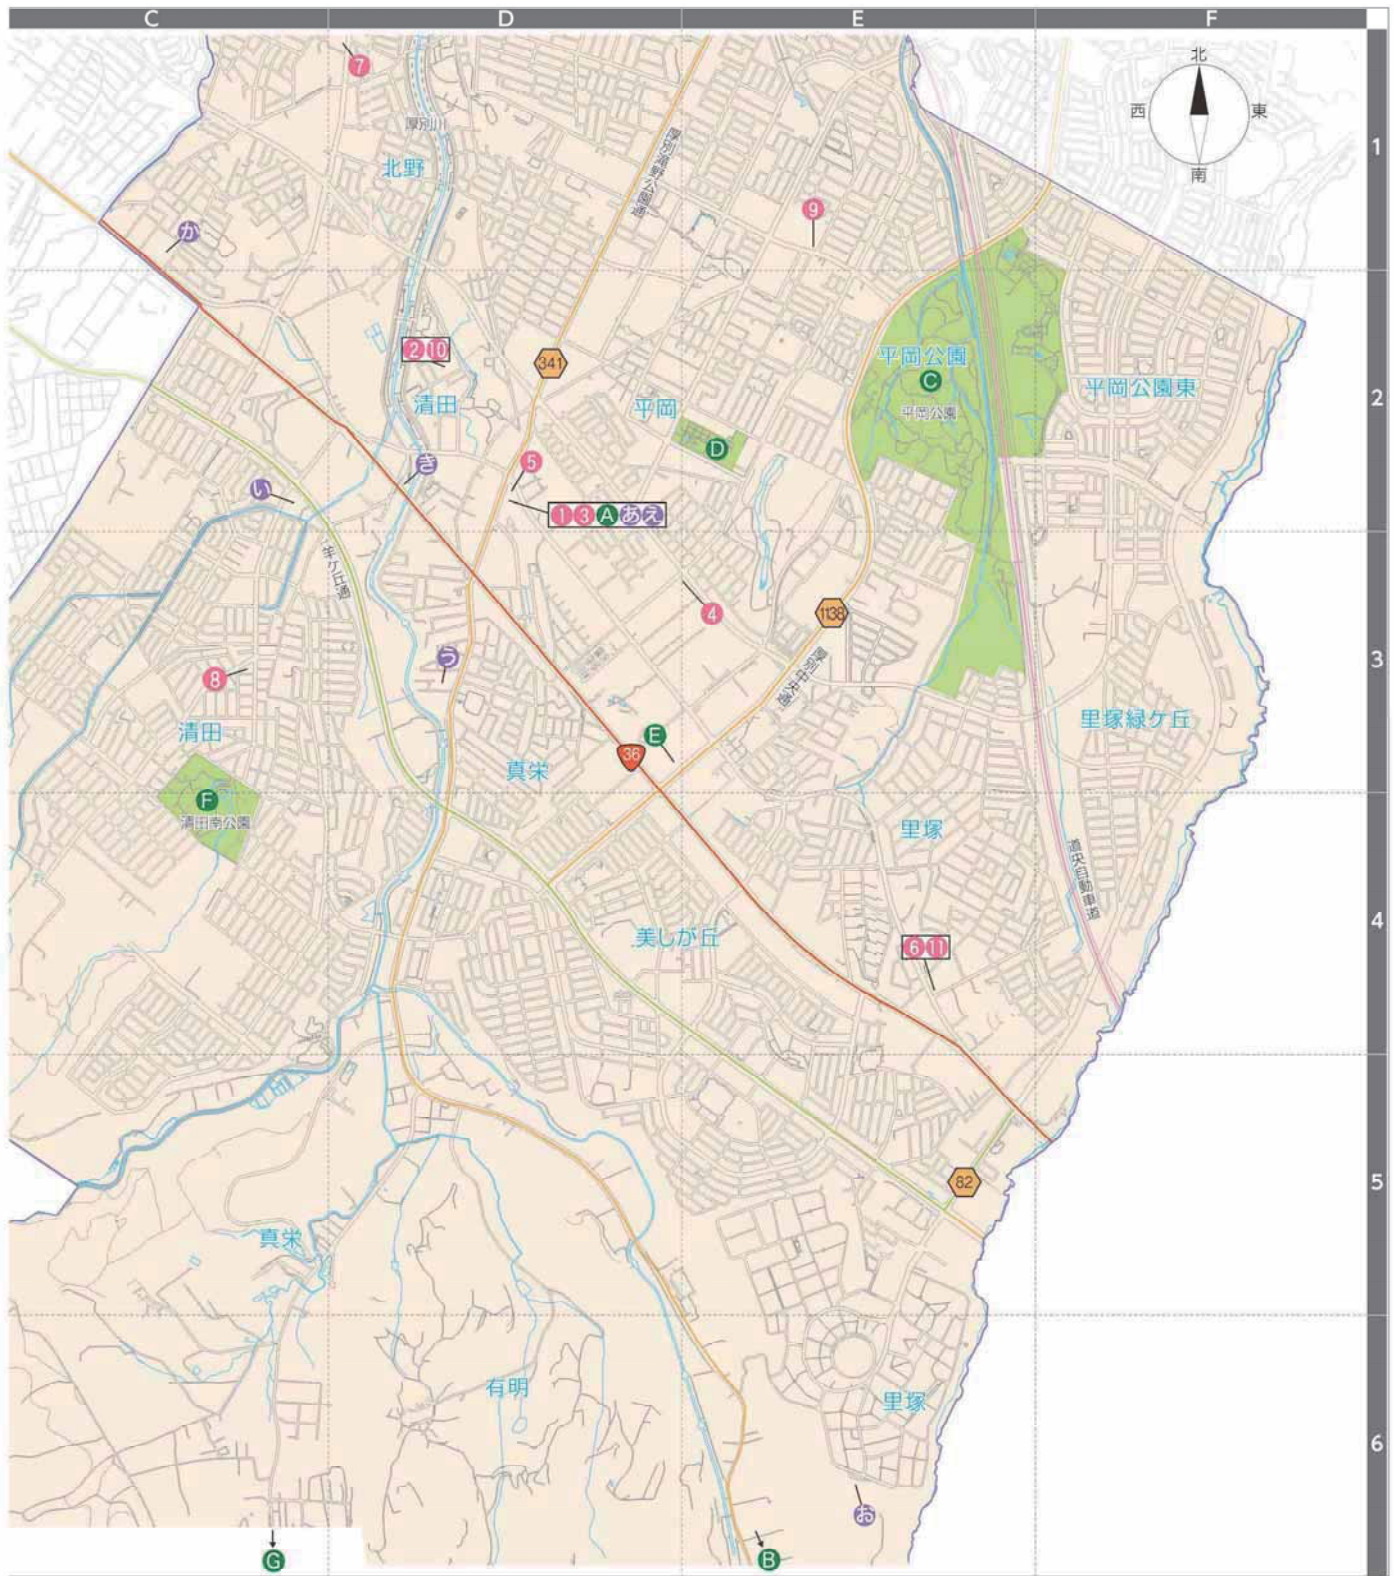 C D E F
1
2
3
4
5
6
北
西 東
南
7
厚別川
北野
厚別滝野公園通
9
か
2 10
341
清田
平岡
平岡公園
C
平岡公園
平岡公園東
D
5
き
い
1 3 A あ え
羊ケ丘通
4
1138
厚別中央通
う
8
清田
E
36
真栄
里塚緑ケ丘
F
清田南公園
里塚
道央自動車道
美しが丘
6 11
82
真栄
有明
里塚
お
G
B